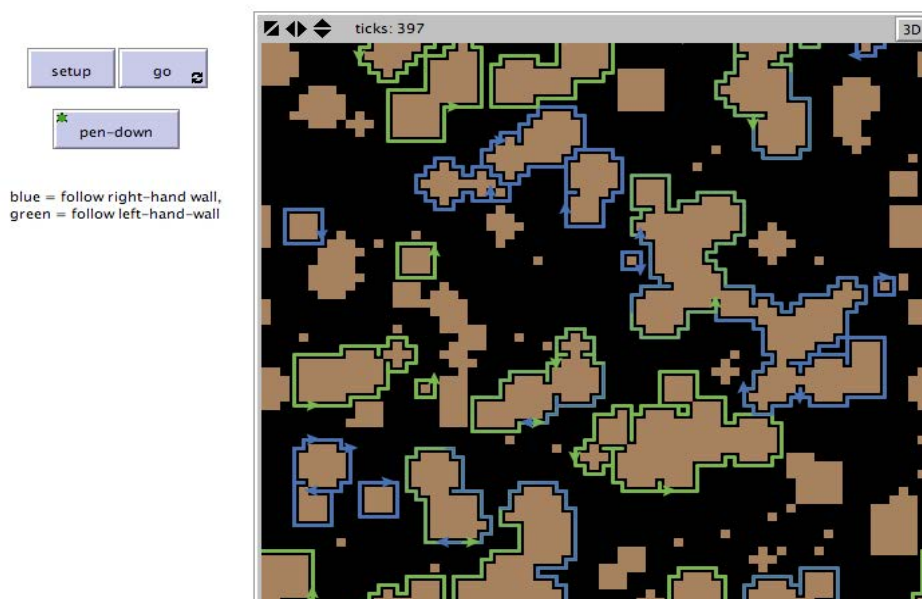 ticks: 397
3D
setup
go
pen-down
blue = follow right-hand wall,
green = follow left-hand-wall